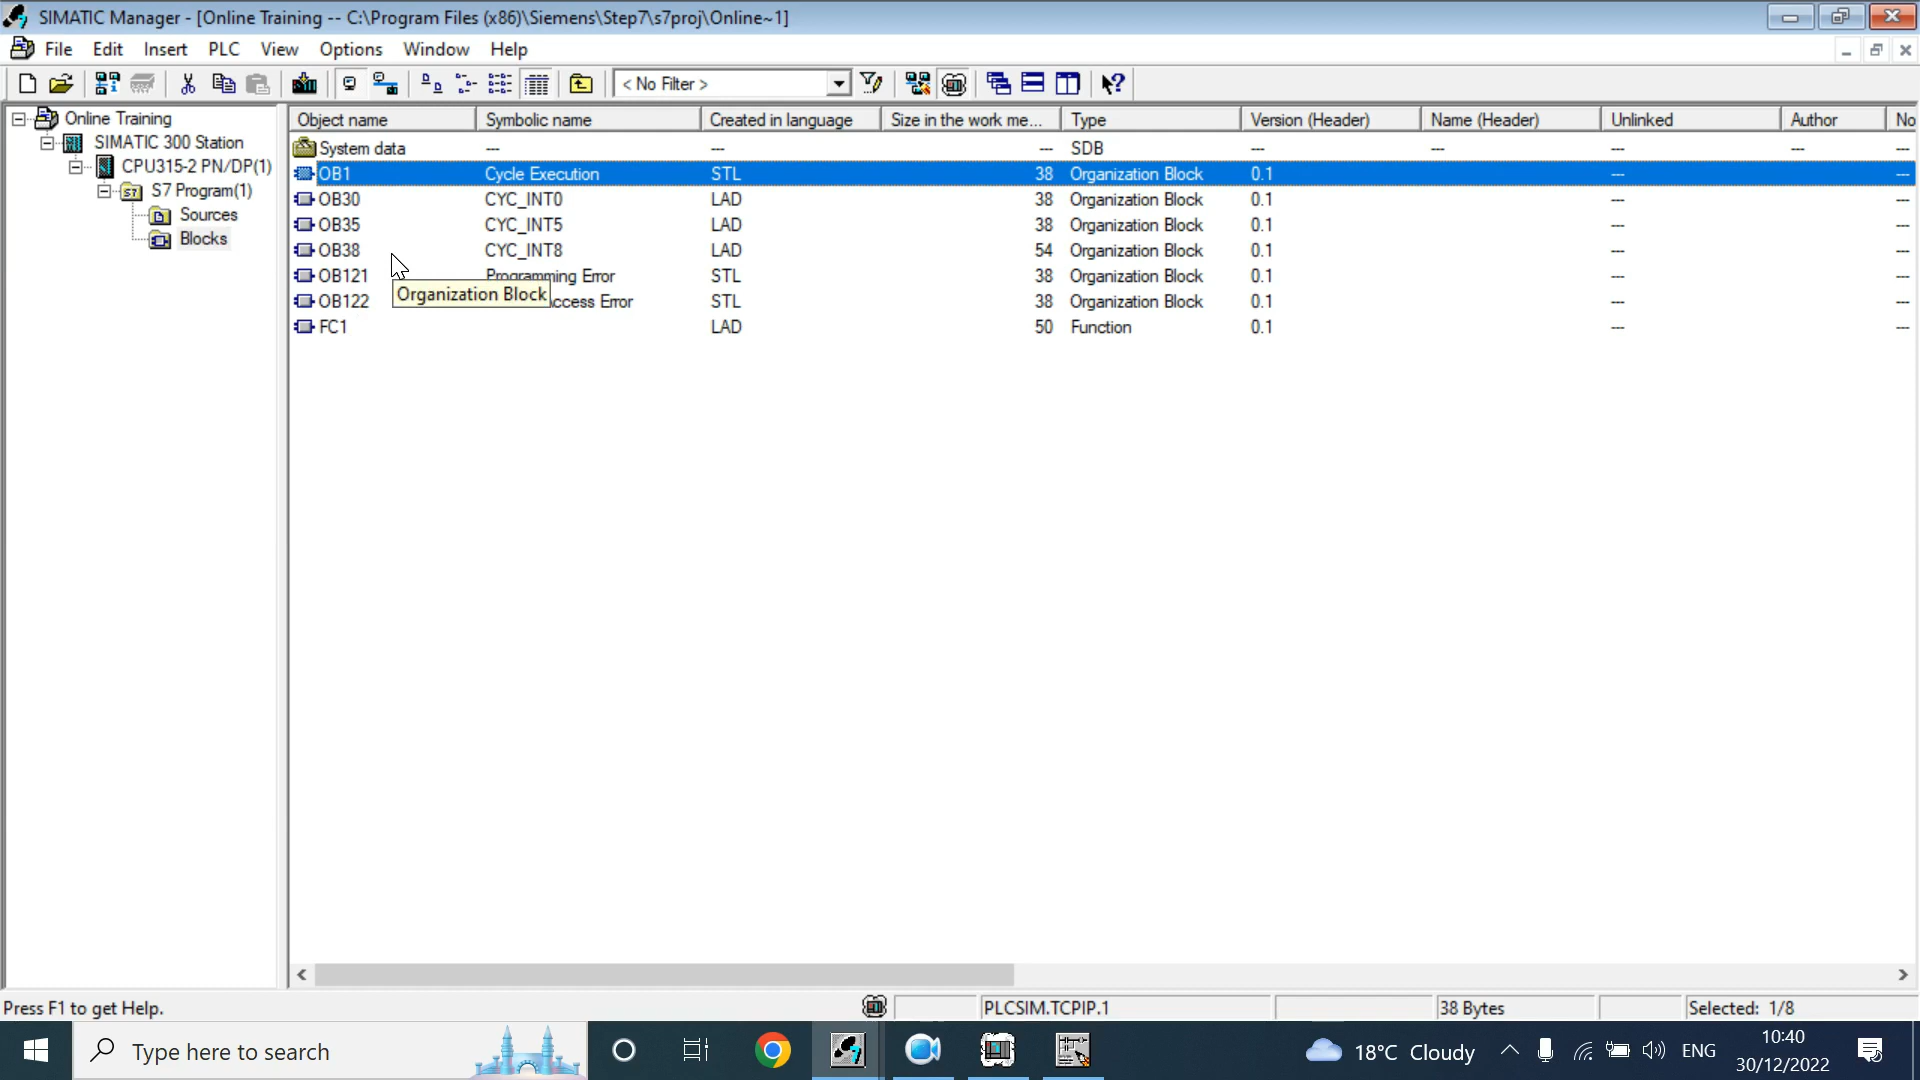 SIMATIC Manager - [Online Training -- C:\Program Files (x86)\Siemens\Step7\s7proj\Online~1]
File Edit Insert PLC View Options Window Help
< No Filter >
Online Training
SIMATIC 300 Station
CPU315-2 PN/DP(1)
S7 Program(1)
Sources
Blocks
Object name Symbolic name Created in language Size in the work me... Type Version (Header) Name (Header) Unlinked Author No
System data --- --- --- SDB --- --- --- --- ---
OB1 Cycle Execution STL 38 Organization Block 0.1 --- ---
OB30 CYC_INT0 LAD 38 Organization Block 0.1 --- ---
OB35 CYC_INT5 LAD 38 Organization Block 0.1 --- ---
OB38 CYC_INT8 LAD 54 Organization Block 0.1 --- ---
OB121 Programming Error STL 38 Organization Block 0.1 --- ---
Organization Block
OB122 ccess Error STL 38 Organization Block 0.1 --- ---
FC1 LAD 50 Function 0.1 --- ---
Press F1 to get Help. PLCSIM.TCPIP.1 38 Bytes Selected: 1/8
Type here to search
18°C Cloudy ENG
10:40
30/12/2022